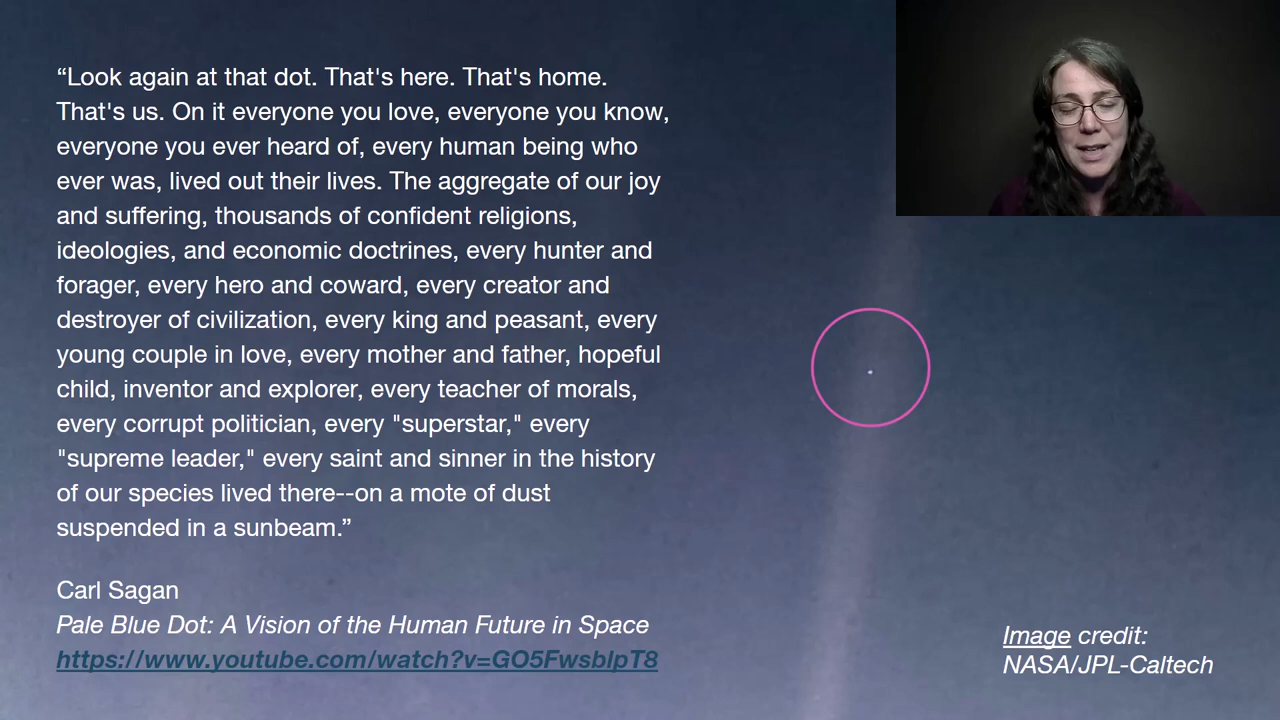 “Look again at that dot. That's here. That's home.
That's us. On it everyone you love, everyone you know,
everyone you ever heard of, every human being who
ever was, lived out their lives. The aggregate of our joy
and suffering, thousands of confident religions,
ideologies, and economic doctrines, every hunter and
forager, every hero and coward, every creator and
destroyer of civilization, every king and peasant, every
young couple in love, every mother and father, hopeful
child, inventor and explorer, every teacher of morals,
every corrupt politician, every "superstar," every
"supreme leader," every saint and sinner in the history
of our species lived there--on a mote of dust
suspended in a sunbeam.”
Carl Sagan
Pale Blue Dot: A Vision of the Human Future in Space
https://www.youtube.com/watch?v=GO5FwsblpT8
Image credit:
NASA/JPL-Caltech